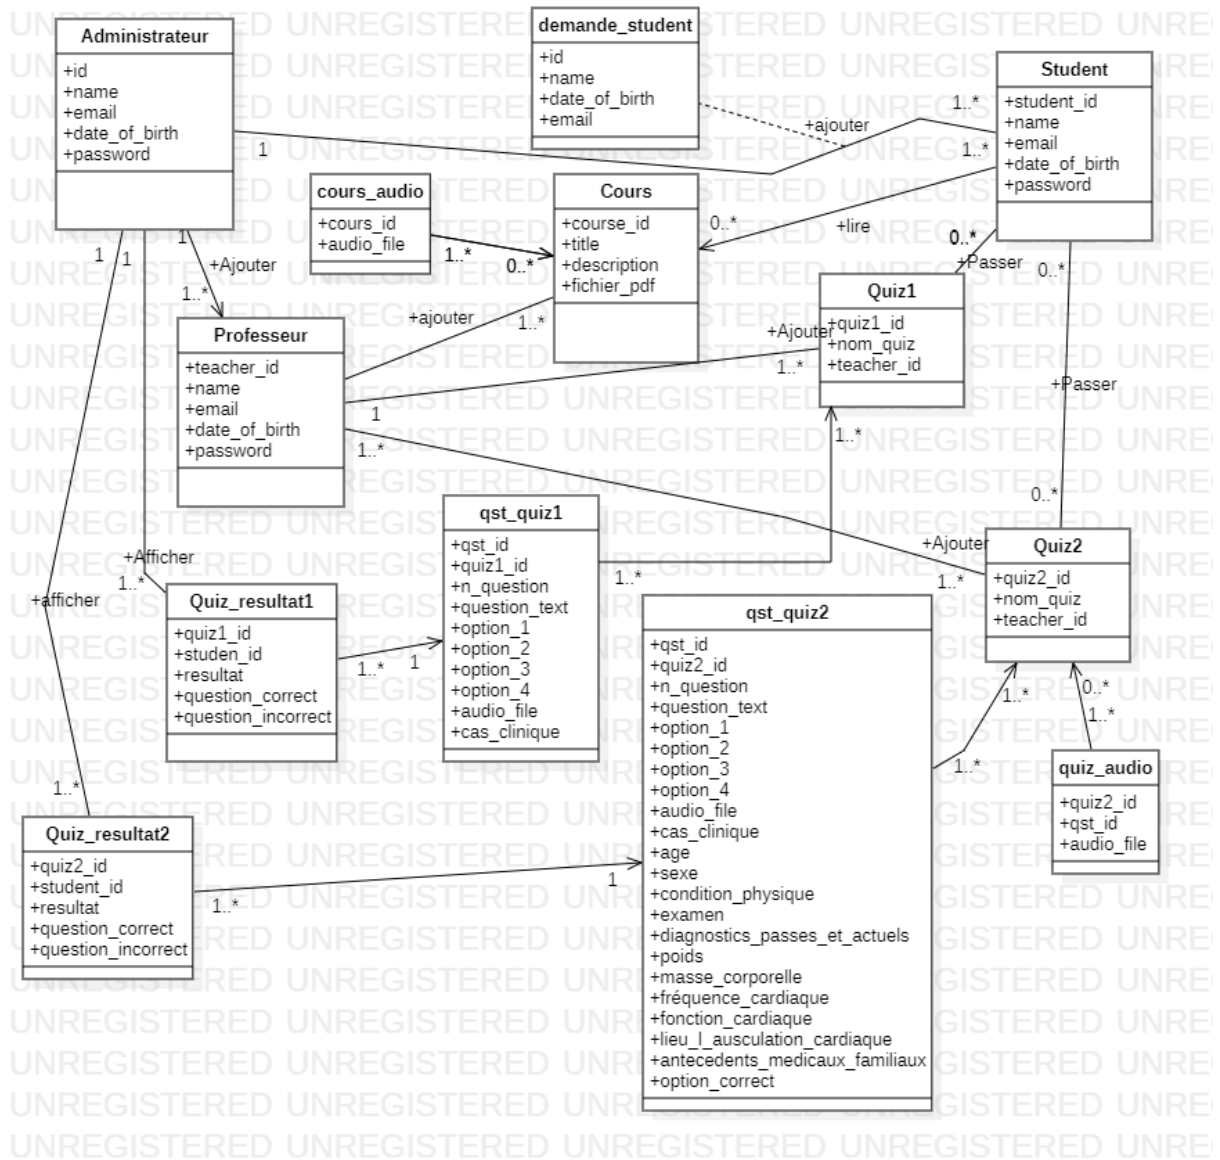 Administrateur
+id
+name
+email
+date_of_birth
+password
demande_student
+id
+name
+date_of_birth
+email
Student
+student_id
+name
+email
+date_of_birth
+password
1
+ajouter
1..*
1..*
cours_audio
+cours_id
+audio_file
Cours
+course_id
+title
+description
+fichier_pdf
0..*
+lire
1..*
0..*
0..*
+Passer
0..*
1
1
1
+Ajouter
1..*
Professeur
+teacher_id
+name
+email
+date_of_birth
+password
+ajouter
1..*
Quiz1
+quiz1_id
+nom_quiz
+teacher_id
+Ajouter
1..*
1
1..*
1..*
+Passer
0..*
qst_quiz1
+qst_id
+quiz1_id
+n_question
+question_text
+option_1
+option_2
+option_3
+option_4
+audio_file
+cas_clinique
1..*
+Ajouter
1..*
Quiz2
+quiz2_id
+nom_quiz
+teacher_id
+Afficher
1..*
+afficher
Quiz_resultat1
+quiz1_id
+studen_id
+resultat
+question_correct
+question_incorrect
1..*
1
qst_quiz2
+qst_id
+quiz2_id
+n_question
+question_text
+option_1
+option_2
+option_3
+option_4
+audio_file
+cas_clinique
+age
+sexe
+condition_physique
+examen
+diagnostics_passes_et_actuels
+poids
+masse_corporelle
+fréquence_cardiaque
+fonction_cardiaque
+lieu_l_ausculation_cardiaque
+antecedents_medicaux_familiaux
+option_correct
1..*
1..*
0..*
1..*
quiz_audio
+quiz2_id
+qst_id
+audio_file
1..*
Quiz_resultat2
+quiz2_id
+student_id
+resultat
+question_correct
+question_incorrect
1..*
1
UNREGISTERED